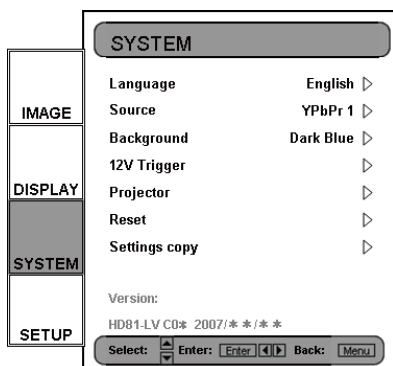 SYSTEM
IMAGE
DISPLAY
SYSTEM
SETUP
Language English
Source YPbPr 1
Background Dark Blue
12V Trigger
Projector
Reset
Settings copy
Version:
HD81-LV C0* 2007/* */* *
Select: Enter: Enter Back: Menu